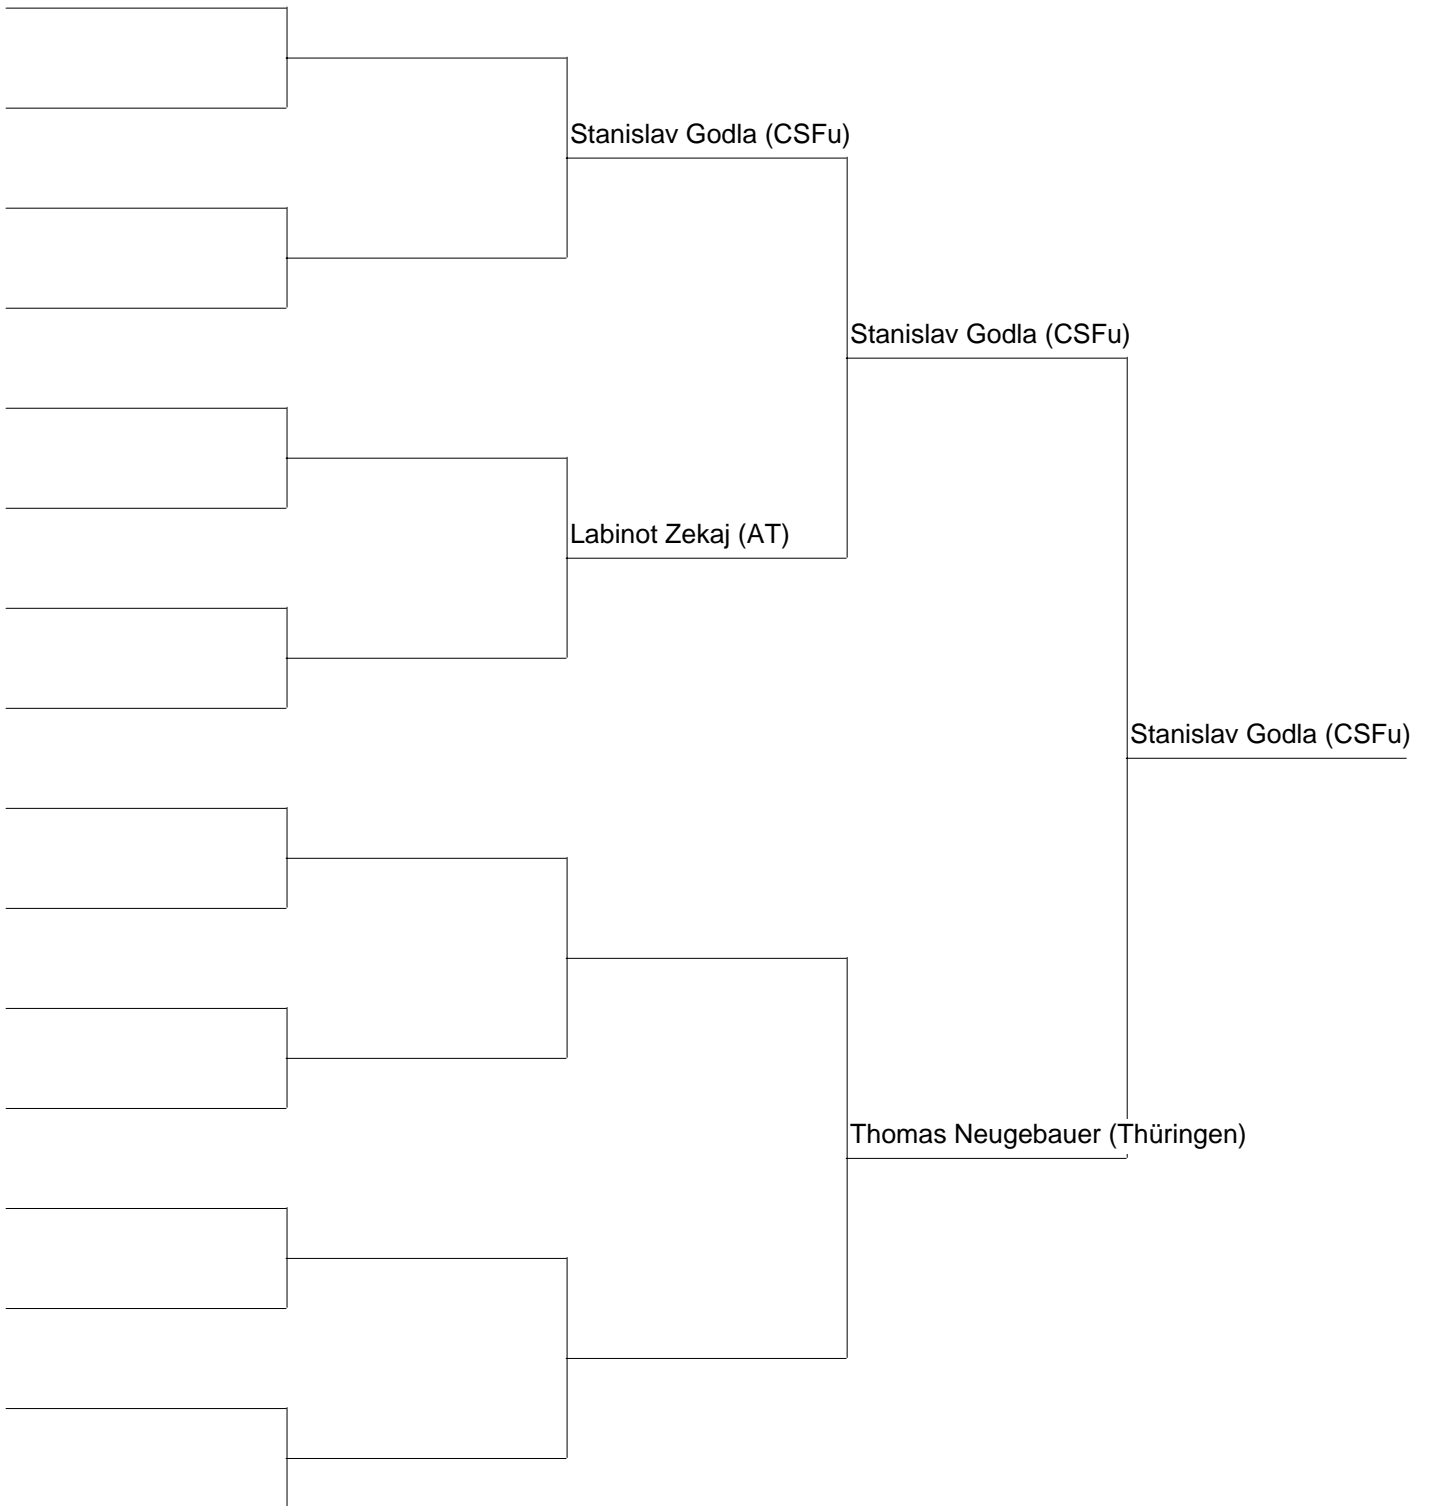 Stanislav Godla (CSFu)
Stanislav Godla (CSFu)
Labinot Zekaj (AT)
Stanislav Godla (CSFu)
Thomas Neugebauer (Thüringen)